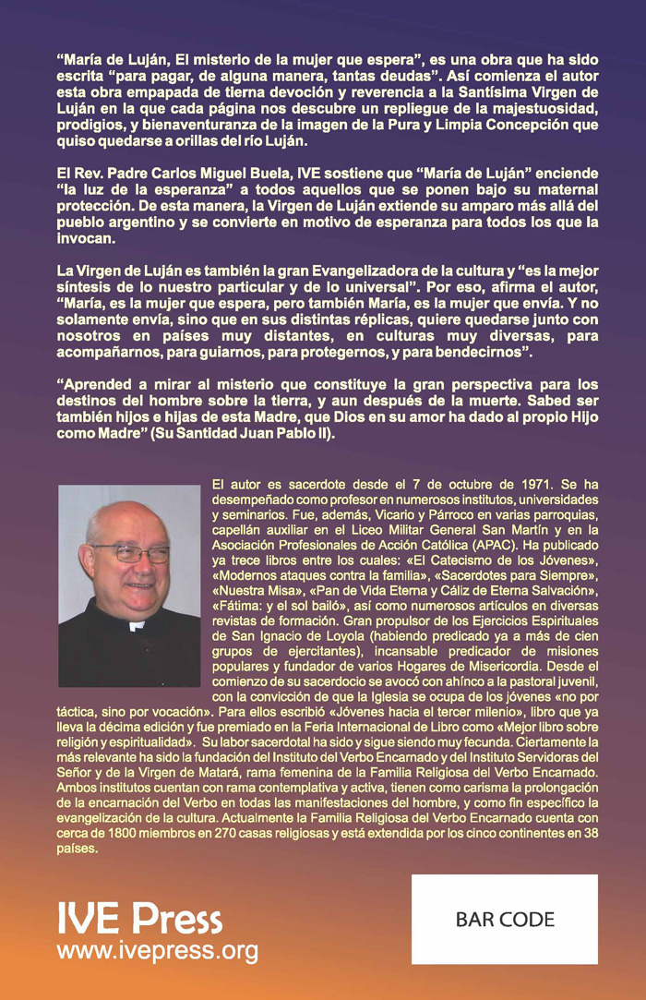 “María de Luján, El misterio de la mujer que espera”, es una obra que ha sido
escrita “para pagar, de alguna manera, tantas deudas”. Así comienza el autor
esta obra empapada de tierna devoción y reverencia a la Santísima Virgen de
Luján en la que cada página nos descubre un repliegue de la majestuosidad,
prodigios, y bienaventuranza de la imagen de la Pura y Limpia Concepción que
quiso quedarse a orillas del río Luján.
El Rev. Padre Carlos Miguel Buela, IVE sostiene que “María de Luján” enciende
“la luz de la esperanza” a todos aquellos que se ponen bajo su maternal
protección. De esta manera, la Virgen de Luján extiende su amparo más allá del
pueblo argentino y se convierte en motivo de esperanza para todos los que la
invocan.
La Virgen de Luján es también la gran Evangelizadora de la cultura y “es la mejor
síntesis de lo nuestro particular y de lo universal”. Por eso, afirma el autor,
“María, es la mujer que espera, pero también María, es la mujer que envía. Y no
solamente envía, sino que en sus distintas réplicas, quiere quedarse junto con
nosotros en países muy distantes, en culturas muy diversas, para
acompañarnos, para guiarnos, para protegernos, y para bendecirnos”.
“Aprended a mirar al misterio que constituye la gran perspectiva para los
destinos del hombre sobre la tierra, y aun después de la muerte. Sabed ser
también hijos e hijas de esta Madre, que Dios en su amor ha dado al propio Hijo
como Madre” (Su Santidad Juan Pablo II).
El autor es sacerdote desde el 7 de octubre de 1971. Se ha
desempeñado como profesor en numerosos institutos, universidades
y seminarios. Fue, además, Vicario y Párroco en varias parroquias,
capellán auxiliar en el Liceo Militar General San Martín y en la
Asociación Profesionales de Acción Católica (APAC). Ha publicado
ya trece libros entre los cuales: «El Catecismo de los Jóvenes»,
«Modernos ataques contra la familia», «Sacerdotes para Siempre»,
«Nuestra Misa», «Pan de Vida Eterna y Cáliz de Eterna Salvación»,
«Fátima: y el sol bailó», así como numerosos artículos en diversas
revistas de formación. Gran propulsor de los Ejercicios Espirituales
de San Ignacio de Loyola (habiendo predicado ya a más de cien
grupos de ejercitantes), incansable predicador de misiones
populares y fundador de varios Hogares de Misericordia. Desde el
comienzo de su sacerdocio se avocó con ahínco a la pastoral juvenil,
con la convicción de que la Iglesia se ocupa de los jóvenes «no por
táctica, sino por vocación». Para ellos escribió «Jóvenes hacia el tercer milenio», libro que ya
lleva la décima edición y fue premiado en la Feria Internacional de Libro como «Mejor libro sobre
religión y espiritualidad». Su labor sacerdotal ha sido y sigue siendo muy fecunda. Ciertamente la
más relevante ha sido la fundación del Instituto del Verbo Encarnado y del Instituto Servidoras del
Señor y de la Virgen de Matará, rama femenina de la Familia Religiosa del Verbo Encarnado.
Ambos institutos cuentan con rama contemplativa y activa, tienen como carisma la prolongación
de la encarnación del Verbo en todas las manifestaciones del hombre, y como fin específico la
evangelización de la cultura. Actualmente la Familia Religiosa del Verbo Encarnado cuenta con
cerca de 1800 miembros en 270 casas religiosas y está extendida por los cinco continentes en 38
países.
IVE Press
www.ivepress.org
BAR CODE